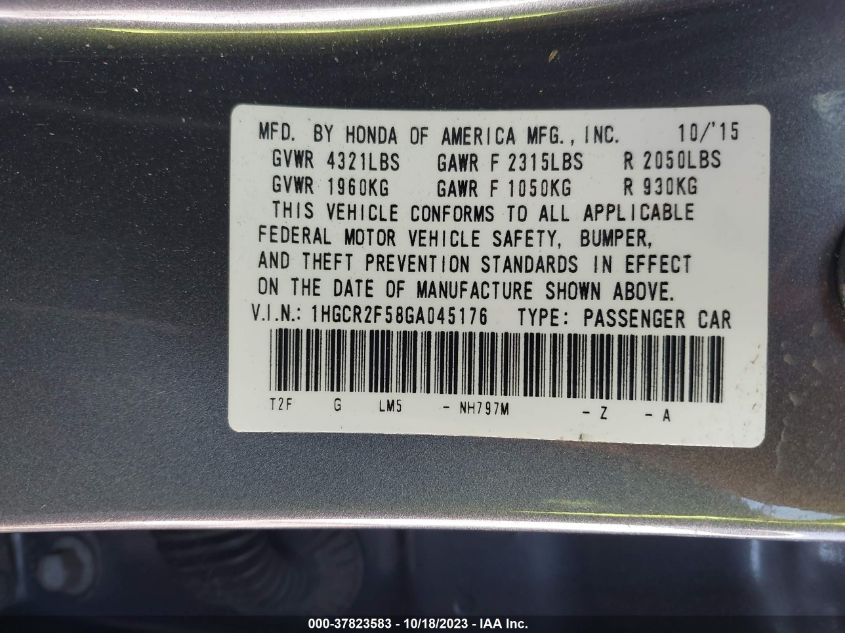 MFD. BY HONDA OF AMERICA MFG., INC. 10/'15
GVWR 4321LBS GAWR F 2315LBS R 2050LBS
GVWR 1960KG GAWR F 1050KG R 930KG
THIS VEHICLE CONFORMS TO ALL APPLICABLE
FEDERAL MOTOR VEHICLE SAFETY, BUMPER,
AND THEFT PREVENTION STANDARDS IN EFFECT
ON THE DATE OF MANUFACTURE SHOWN ABOVE.
V.I.N.: 1HGCR2F58GA045176 TYPE: PASSENGER CAR
T2F G LM5 - NH797M - Z - A
000-37823583 - 10/18/2023 - IAA Inc.